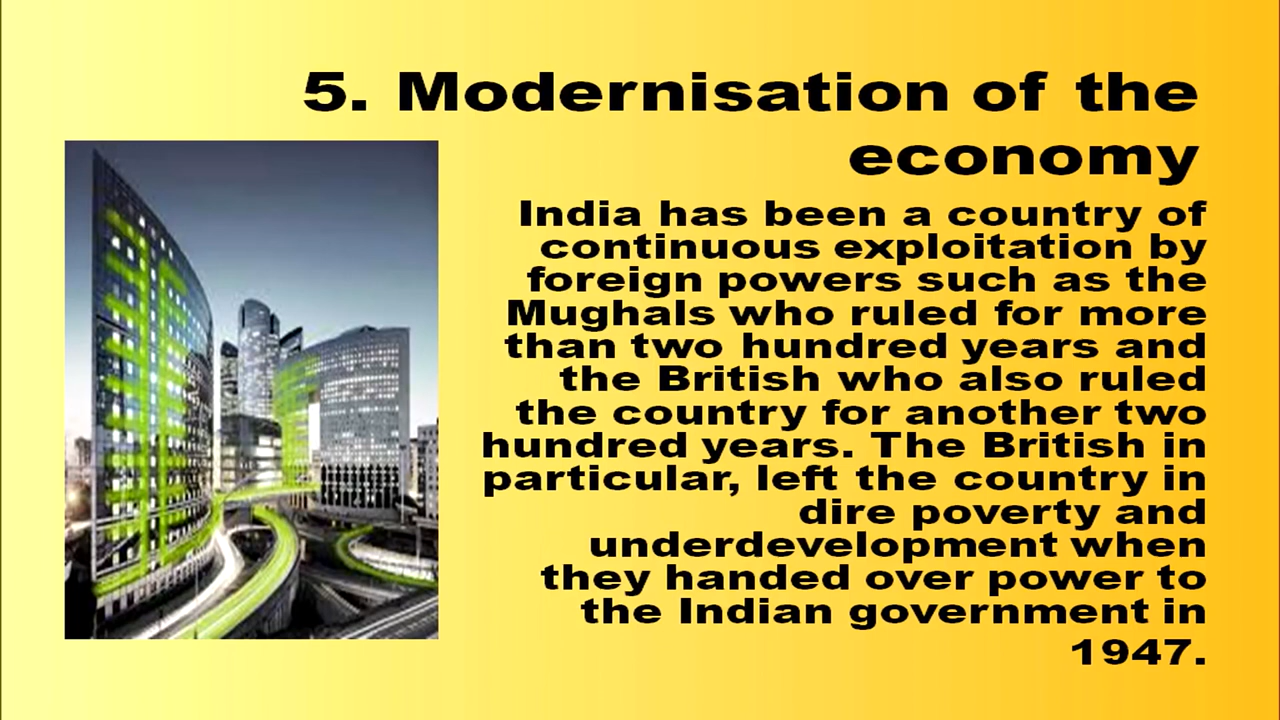 5. Modernisation of the
economy
India has been a country of
continuous exploitation by
foreign powers such as the
Mughals who ruled for more
than two hundred years and
the British who also ruled
the country for another two
hundred years. The British in
particular, left the country in
dire poverty and
underdevelopment when
they handed over power to
the Indian government in
1947.